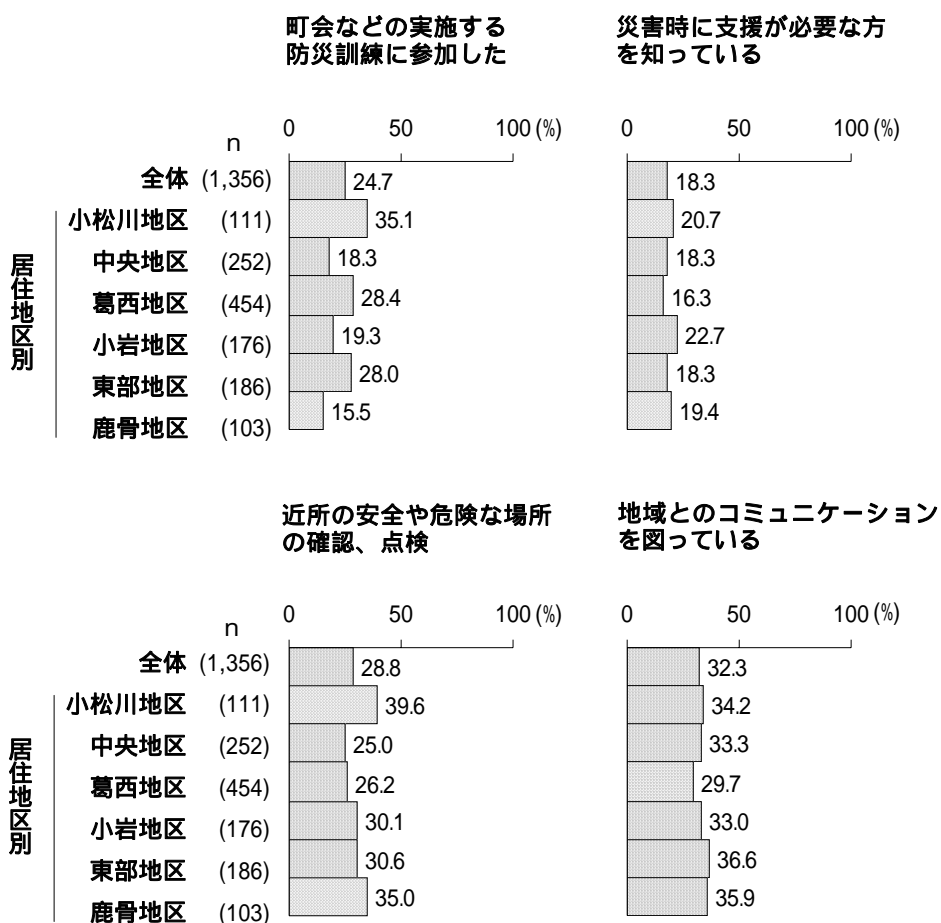 町会などの実施する
防災訓練に参加した
災害時に支援が必要な方
を知っている
n
0 50 100(%)
0 50 100(%)
全体 (1,356) 24.7 18.3
居住地区別
小松川地区 (111) 35.1 20.7
中央地区 (252) 18.3 18.3
葛西地区 (454) 28.4 16.3
小岩地区 (176) 19.3 22.7
東部地区 (186) 28.0 18.3
鹿骨地区 (103) 15.5 19.4
近所の安全や危険な場所
の確認、点検
地域とのコミュニケーション
を図っている
n
0 50 100(%)
0 50 100(%)
全体 (1,356) 28.8 32.3
居住地区別
小松川地区 (111) 39.6 34.2
中央地区 (252) 25.0 33.3
葛西地区 (454) 26.2 29.7
小岩地区 (176) 30.1 33.0
東部地区 (186) 30.6 36.6
鹿骨地区 (103) 35.0 35.9